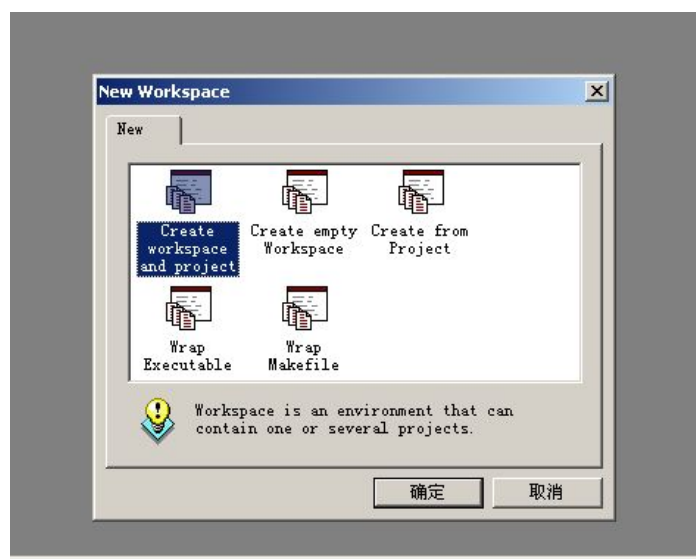 New Workspace
New
Create workspace and project
Create empty Workspace
Create from Project
Wrap Executable
Wrap Makefile
Workspace is an environment that can
contain one or several projects.
确定
取消